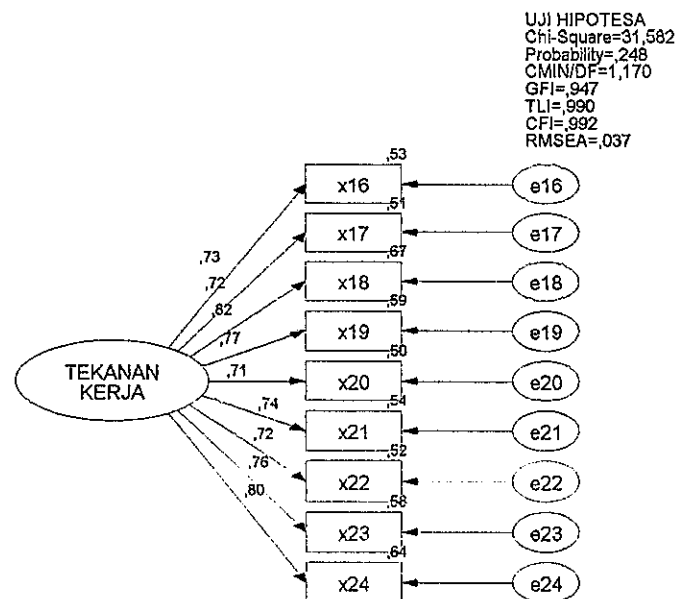 UJI HIPOTESA
Chi-Square=31,582
Probability=,248
CMIN/DF=1,170
GFI=,947
TLI=,990
CFI=,992
RMSEA=,037
,53
x16
e16
,51
x17
e17
,67
x18
e18
,59
x19
e19
,50
x20
e20
,54
x21
e21
,52
x22
e22
,58
x23
e23
,64
x24
e24
,73
,72
,82
,77
,71
,74
,72
,76
,80
TEKANAN
KERJA